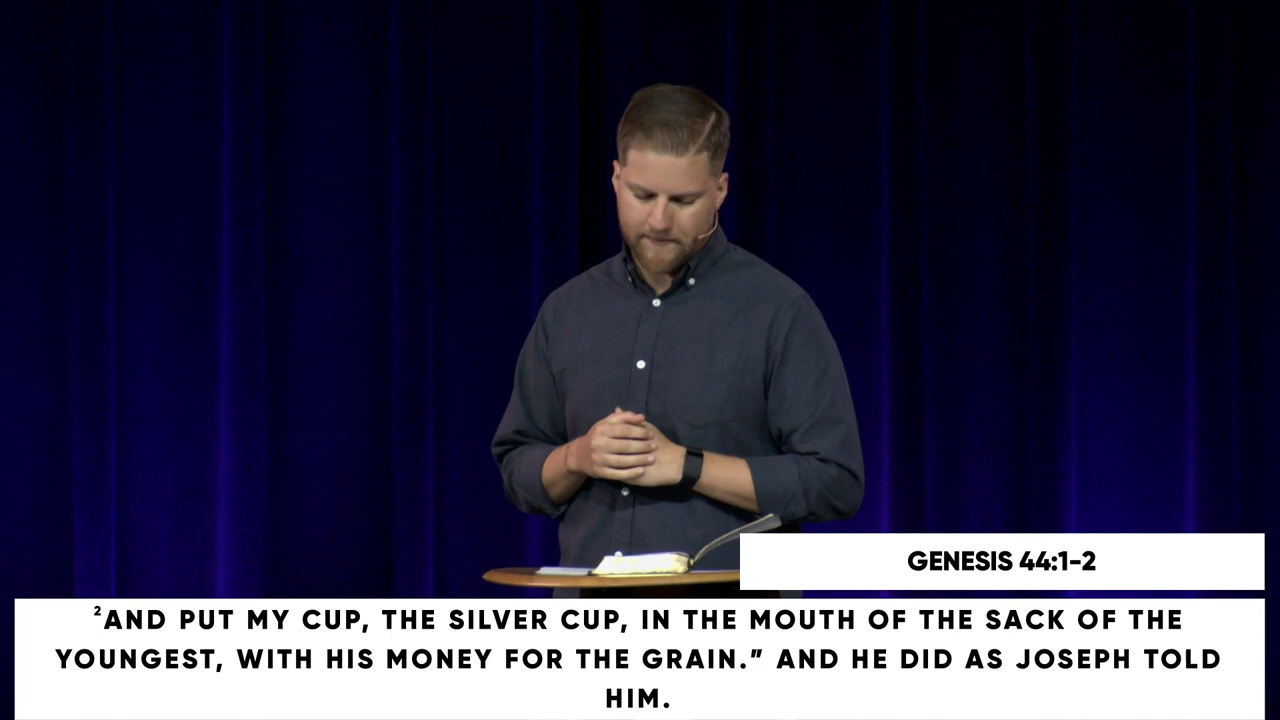 GENESIS 44:1-2
²AND PUT MY CUP, THE SILVER CUP, IN THE MOUTH OF THE SACK OF THE
YOUNGEST, WITH HIS MONEY FOR THE GRAIN.” AND HE DID AS JOSEPH TOLD
HIM.